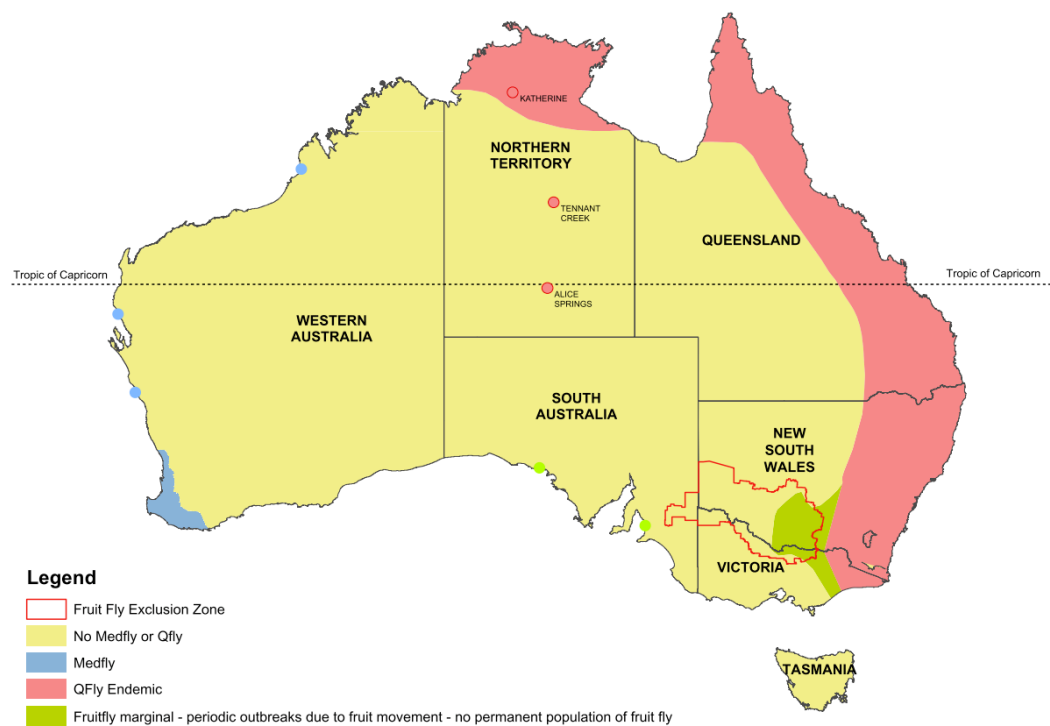 KATHERINE
NORTHERN
TERRITORY
TENNANT
CREEK
QUEENSLAND
Tropic of Capricorn
Tropic of Capricorn
ALICE
SPRINGS
WESTERN
AUSTRALIA
SOUTH
AUSTRALIA
NEW
SOUTH
WALES
VICTORIA
TASMANIA
Legend
Fruit Fly Exclusion Zone
No Medfly or Qfly
Medfly
QFly Endemic
Fruitfly marginal - periodic outbreaks due to fruit movement - no permanent population of fruit fly